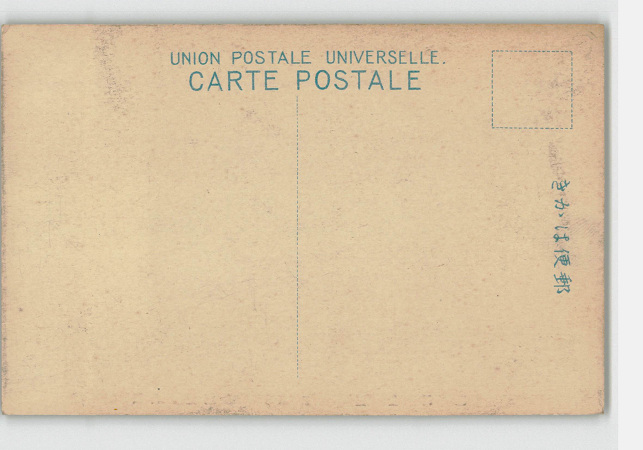 UNION POSTALE UNIVERSELLE.
CARTE POSTALE
郵便はかき